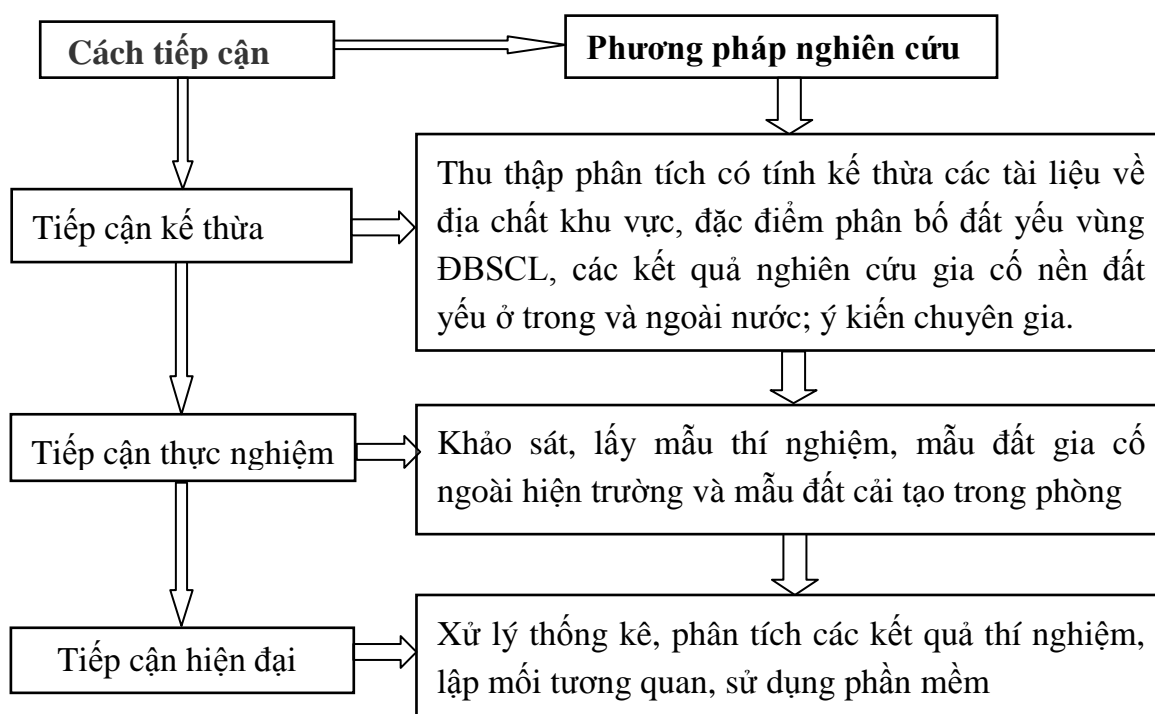 Cách tiếp cận
Phương pháp nghiên cứu
Tiếp cận kế thừa
Thu thập phân tích có tính kế thừa các tài liệu về
địa chất khu vực, đặc điểm phân bố đất yếu vùng
ĐBSCL, các kết quả nghiên cứu gia cố nền đất
yếu ở trong và ngoài nước; ý kiến chuyên gia.
Tiếp cận thực nghiệm
Khảo sát, lấy mẫu thí nghiệm, mẫu đất gia cố
ngoài hiện trường và mẫu đất cải tạo trong phòng
Tiếp cận hiện đại
Xử lý thống kê, phân tích các kết quả thí nghiệm,
lập mối tương quan, sử dụng phần mềm